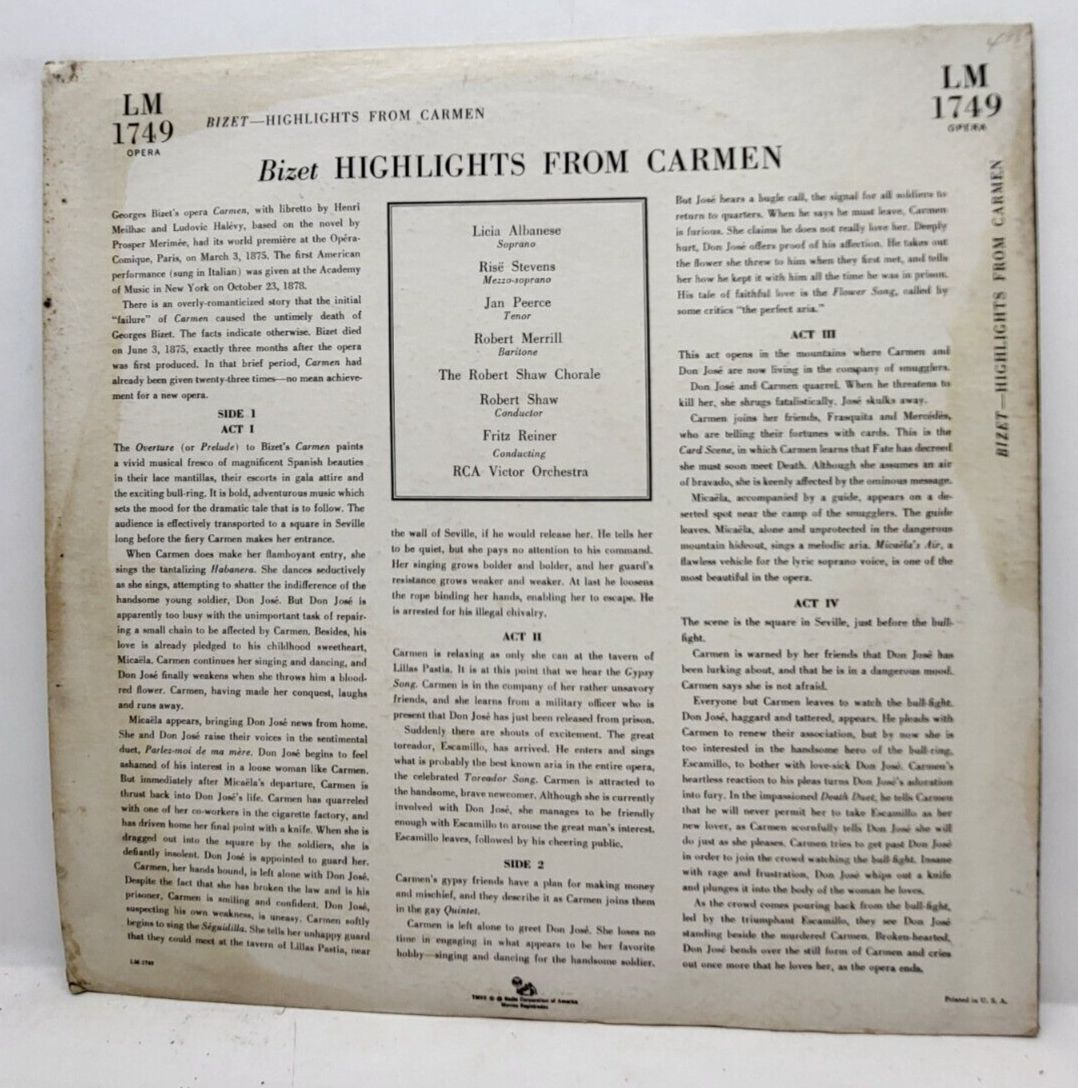 LM
1749
OPERA
BIZET—HIGHLIGHTS FROM CARMEN
LM
1749
OPERA
Bizet HIGHLIGHTS FROM CARMEN
BIZET—HIGHLIGHTS FROM CARMEN
Georges Bizet's opera Carmen, with libretto by Henri
Meilhac and Ludovic Halévy, based on the novel by
Prosper Merimée, had its world première at the Opéra-
Comique, Paris, on March 3, 1875. The first American
performance (sung in Italian) was given at the Academy
of Music in New York on October 23, 1878.
There is an overly-romanticized story that the initial
"failure" of Carmen caused the untimely death of
Georges Bizet. The facts indicate otherwise. Bizet died
on June 3, 1875, exactly three months after the opera
was first produced. In that brief period, Carmen had
already been given twenty-three times—no mean achieve-
ment for a new opera.
SIDE 1
ACT I
The Overture (or Prelude) to Bizet's Carmen paints
a vivid musical fresco of magnificent Spanish beauties
in their lace mantillas, their escorts in gala attire and
the exciting bull-ring. It is bold, adventurous music which
sets the mood for the dramatic tale that is to follow. The
audience is effectively transported to a square in Seville
long before the fiery Carmen makes her entrance.
When Carmen does make her flamboyant entry, she
sings the tantalizing Habanera. She dances seductively
as she sings, attempting to shatter the indifference of the
handsome young soldier, Don José. But Don José is
apparently too busy with the unimportant task of repair-
ing a small chain to be affected by Carmen. Besides, his
love is already pledged to his childhood sweetheart,
Micaëla. Carmen continues her singing and dancing, and
Don José finally weakens when she throws him a blood-
red flower. Carmen, having made her conquest, laughs
and runs away.
Micaëla appears, bringing Don José news from home.
She and Don José raise their voices in the sentimental
duet, Parlez-moi de ma mère. Don José begins to feel
ashamed of his interest in a loose woman like Carmen.
But immediately after Micaëla's departure, Carmen is
thrust back into Don José's life. Carmen has quarreled
with one of her co-workers in the cigarette factory, and
has driven home her final point with a knife. When she is
dragged out into the square by the soldiers, she is
defiantly insolent. Don José is appointed to guard her.
Carmen, her hands bound, is left alone with Don José.
Despite the fact that she has broken the law and is his
prisoner, Carmen is smiling and confident. Don José,
suspecting his own weakness, is uneasy. Carmen softly
begins to sing the Séguidilla. She tells her unhappy guard
that they could meet at the tavern of Lillas Pastia, near
LM-1749
Licia Albanese
Soprano
Risë Stevens
Mezzo-soprano
Jan Peerce
Tenor
Robert Merrill
Baritone
The Robert Shaw Chorale
Robert Shaw
Conductor
Fritz Reiner
Conducting
RCA Victor Orchestra
the wall of Seville, if he would release her. He tells her
to be quiet, but she pays no attention to his command.
Her singing grows bolder and bolder, and her guard's
resistance grows weaker and weaker. At last he loosens
the rope binding her hands, enabling her to escape. He
is arrested for his illegal chivalry.
ACT II
Carmen is relaxing as only she can at the tavern of
Lillas Pastia. It is at this point that we hear the Gypsy
Song. Carmen is in the company of her rather unsavory
friends, and she learns from a military officer who is
present that Don José has just been released from prison.
Suddenly there are shouts of excitement. The great
toreador, Escamillo, has arrived. He enters and sings
what is probably the best known aria in the entire opera,
the celebrated Toreador Song. Carmen is attracted to
the handsome, brave newcomer. Although she is currently
involved with Don José, she manages to be friendly
enough with Escamillo to arouse the great man's interest.
Escamillo leaves, followed by his cheering public.
SIDE 2
Carmen's gypsy friends have a plan for making money
and mischief, and they describe it as Carmen joins them
in the gay Quintet.
Carmen is left alone to greet Don José. She loses no
time in engaging in what appears to be her favorite
hobby—singing and dancing for the handsome soldier.
TMKS ® © Radio Corporation of America
Marcas Registradas
But José hears a bugle call, the signal for all soldiers to
return to quarters. When he says he must leave, Carmen
is furious. She claims he does not really love her. Deeply
hurt, Don José offers proof of his affection. He takes out
the flower she threw to him when they first met, and tells
her how he kept it with him all the time he was in prison.
His tale of faithful love is the Flower Song, called by
some critics "the perfect aria."
ACT III
This act opens in the mountains where Carmen and
Don José are now living in the company of smugglers.
Don José and Carmen quarrel. When he threatens to
kill her, she shrugs fatalistically. José skulks away.
Carmen joins her friends, Frasquita and Mercédès,
who are telling their fortunes with cards. This is the
Card Scene, in which Carmen learns that Fate has decreed
she must soon meet Death. Although she assumes an air
of bravado, she is keenly affected by the ominous message.
Micaëla, accompanied by a guide, appears on a de-
serted spot near the camp of the smugglers. The guide
leaves. Micaëla, alone and unprotected in the dangerous
mountain hideout, sings a melodic aria. Micaëla's Air, a
flawless vehicle for the lyric soprano voice, is one of the
most beautiful in the opera.
ACT IV
The scene is the square in Seville, just before the bull-
fight.
Carmen is warned by her friends that Don José has
been lurking about, and that he is in a dangerous mood.
Carmen says she is not afraid.
Everyone but Carmen leaves to watch the bull-fight.
Don José, haggard and tattered, appears. He pleads with
Carmen to renew their association, but by now she is
too interested in the handsome hero of the bull-ring,
Escamillo, to bother with love-sick Don José. Carmen's
heartless reaction to his pleas turns Don José's adoration
into fury. In the impassioned Death Duet, he tells Carmen
that he will never permit her to take Escamillo as her
new lover, as Carmen scornfully tells Don José she will
do just as she pleases. Carmen tries to get past Don José
in order to join the crowd watching the bull-fight. Insane
with rage and frustration, Don José whips out a knife
and plunges it into the body of the woman he loves.
As the crowd comes pouring back from the bull-fight,
led by the triumphant Escamillo, they see Don José
standing beside the murdered Carmen. Broken-hearted,
Don José bends over the still form of Carmen and cries
out once more that he loves her, as the opera ends.
Printed in U. S. A.